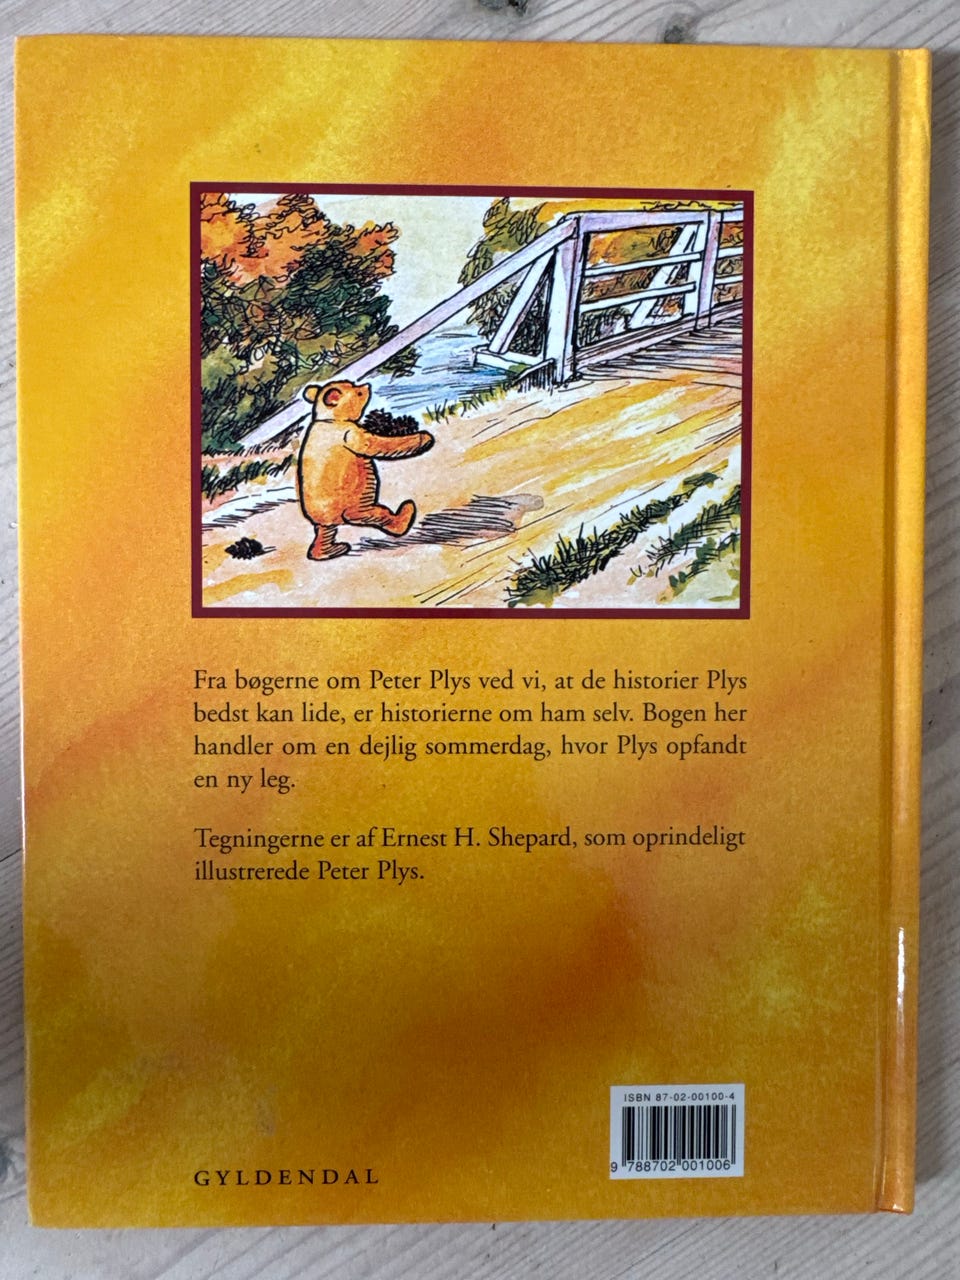 Fra bøgerne om Peter Plys ved vi, at de historier Plys
bedst kan lide, er historierne om ham selv. Bogen her
handler om en dejlig sommerdag, hvor Plys opfandt
en ny leg.
Tegningerne er af Ernest H. Shepard, som oprindeligt
illustrerede Peter Plys.
ISBN 87-02-00100-4
9 788702 001006
GYLDENDAL